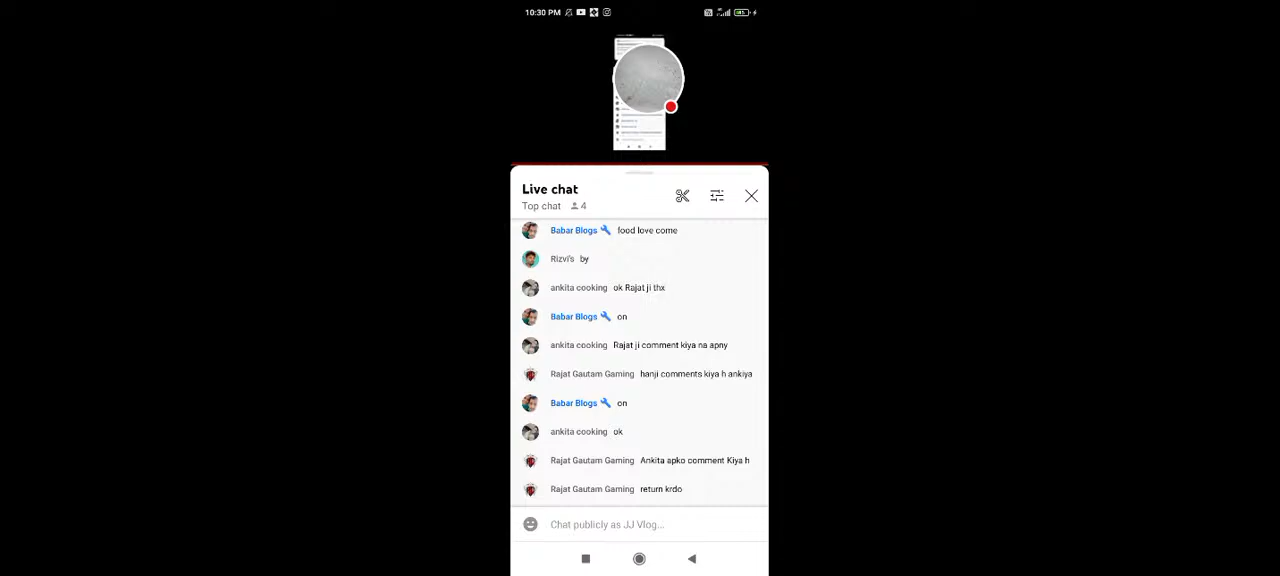 10:30 PM
Live chat
Top chat 4
Babar Blogs food love come
Rizvi's by
ankita cooking ok Rajat ji thx
Babar Blogs on
ankita cooking Rajat ji comment kiya na apny
Rajat Gautam Gaming hanji comments kiya h ankiya
Babar Blogs on
ankita cooking ok
Rajat Gautam Gaming Ankita apko comment Kiya h
Rajat Gautam Gaming return krdo
Chat publicly as JJ Vlog...